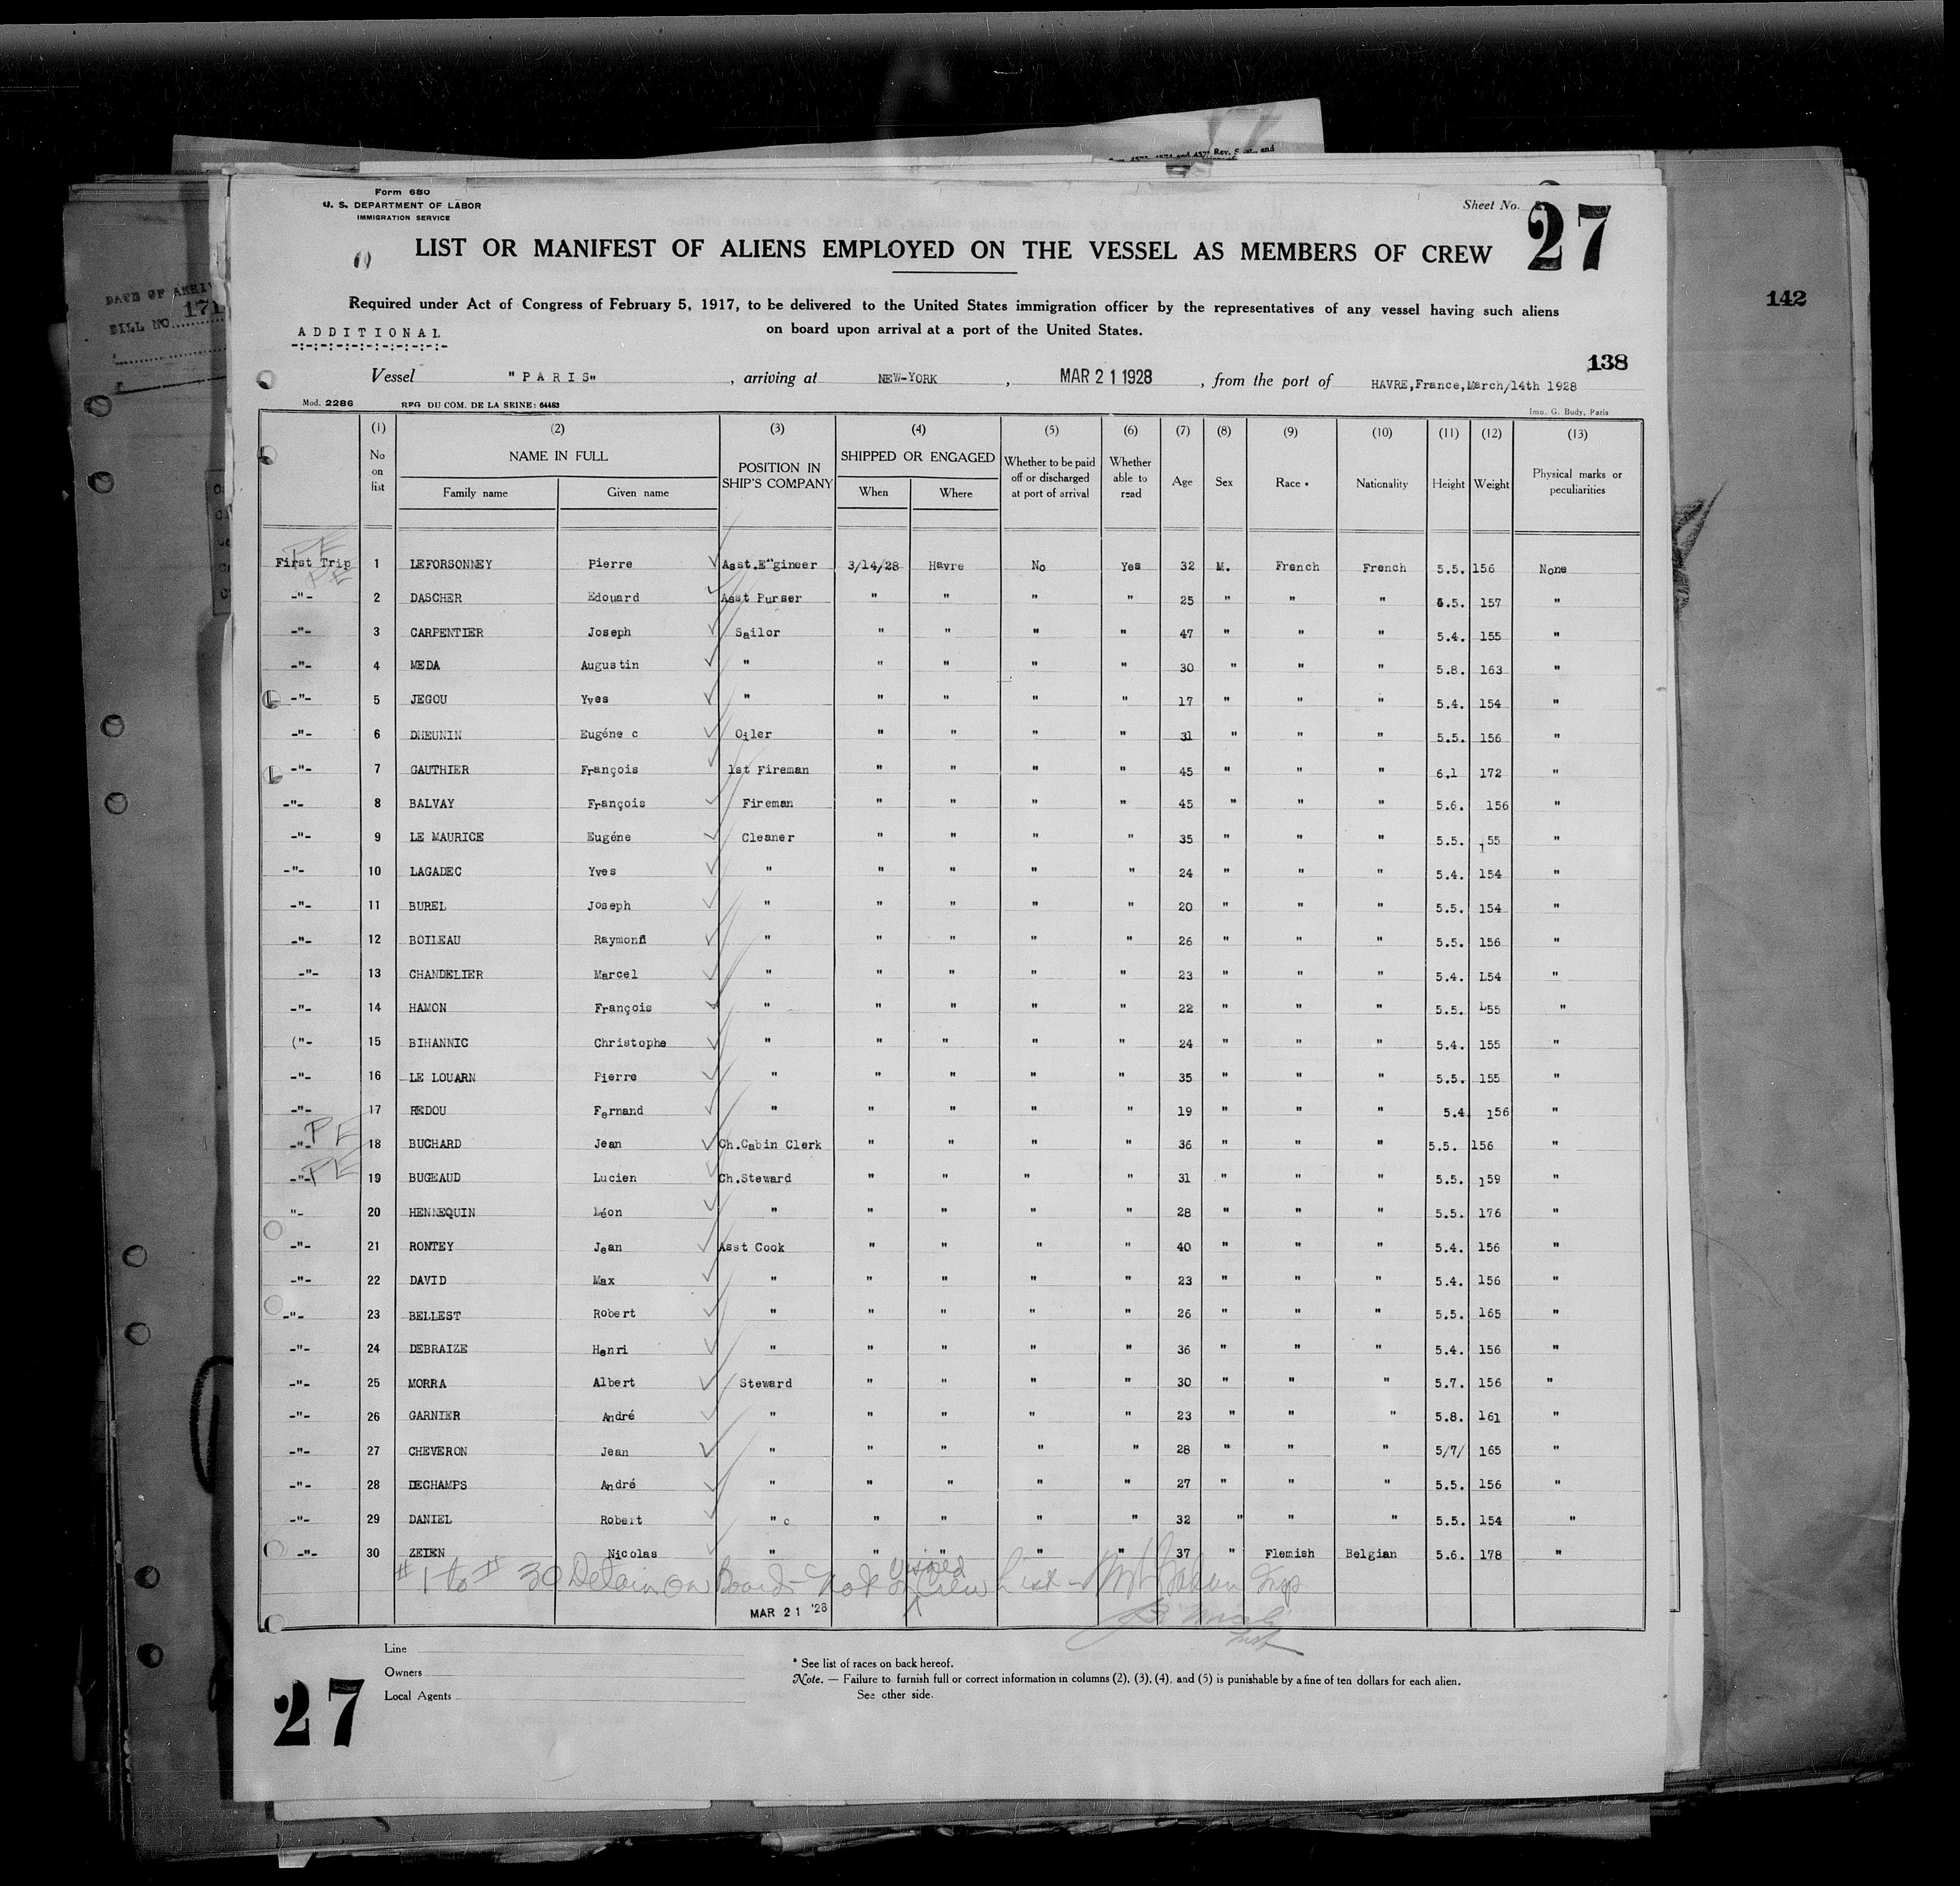 Form 680
U. S. DEPARTMENT OF LABOR
IMMIGRATION SERVICE
Sheet No.
27
LIST OR MANIFEST OF ALIENS EMPLOYED ON THE VESSEL AS MEMBERS OF CREW
142
DATE OF
BILL NO. 171
Required under Act of Congress of February 5, 1917, to be delivered to the United States immigration officer by the representatives of any vessel having such aliens
on board upon arrival at a port of the United States.
ADDITIONAL
-:-:-:-:-:-:-:-:-:-:-:-
138
Vessel "PARIS" , arriving at NEW-YORK , MAR 21 1928 , from the port of HAVRE,France,March/14th 1928
Mod. 2286 REG DU COM. DE LA SEINE: 64483
Imp. G. Budy, Paris
(1) (2) (3) (4) (5) (6) (7) (8) (9) (10) (11) (12) (13)
No on list NAME IN FULL Family name Given name POSITION IN SHIP'S COMPANY SHIPPED OR ENGAGED When Where Whether to be paid off or discharged at port of arrival Whether able to read Age Sex Race * Nationality Height Weight Physical marks or peculiarities
PE
First Trip 1 LEFORSONNEY Pierre Asst.E"gineer 3/14/28 Havre No Yes 32 M. French French 5.5. 156 None
PE
-"- 2 DASCHER Edouard Asst Purser " " " " 25 " " " 5.5. 157 "
-"- 3 CARPENTIER Joseph Sailor " " " " 47 " " " 5.4. 155 "
-"- 4 MEDA Augustin " " " " " 30 " " " 5.8. 163 "
-"- 5 JEGOU Yves " " " " " 17 " " " 5.4. 154 "
-"- 6 DHEUNIN Eugéne c Oiler " " " " 31 " " " 5.5. 156 "
-"- 7 GAUTHIER François 1st Fireman " " " " 45 " " " 6.1 172 "
-"- 8 BALVAY François Fireman " " " " 45 " " " 5.6. 156 "
-"- 9 LE MAURICE Eugéne Cleaner " " " " 35 " " " 5.5. 155 "
-"- 10 LAGADEC Yves " " " " " 24 " " " 5.4. 154 "
-"- 11 BUREL Joseph " " " " " 20 " " " 5.5. 154 "
-"- 12 BOILEAU Raymond " " " " " 26 " " " 5.5. 156 "
-"- 13 CHANDELIER Marcel " " " " " 23 " " " 5.4. 154 "
-"- 14 HAMON François " " " " " 22 " " " 5.5. 155 "
("- 15 BIHANNIC Christophe " " " " " 24 " " " 5.4. 155 "
-"- 16 LE LOUARN Pierre " " " " " 35 " " " 5.5. 155 "
-"- 17 REDOU Fernand " " " " " 19 " " " 5.4 156 "
PE
-"- 18 BUCHARD Jean Ch.Cabin Clerk " " " " 36 " " " 5.5. 156 "
PE
-"- 19 BUGEAUD Lucien Ch.Steward " " " " 31 " " " 5.5. 159 "
"- 20 HENNEQUIN Léon " " " " " 28 " " " 5.5. 176 "
-"- 21 RONTEY Jean Asst Cook " " " " 40 " " " 5.4. 156 "
-"- 22 DAVID Max " " " " " 23 " " " 5.4. 156 "
-"- 23 BELLEST Robert " " " " " 26 " " " 5.5. 165 "
-"- 24 DEBRAIZE Henri " " " " " 36 " " " 5.4. 156 "
-"- 25 MORRA Albert Steward " " " " 30 " " " 5.7. 156 "
-"- 26 GARNIER André " " " " " 23 " " " 5.8. 161 "
-"- 27 CHEVERON Jean " " " " " 28 " " " 5/7/ 165 "
-"- 28 DECHAMPS André " " " " " 27 " " " 5.5. 156 "
-"- 29 DANIEL Robert " c " " " " 32 " " " 5.5. 154 "
-"- 30 ZEIEN Nicolas " " " " " 37 " Flemish Belgian 5.6. 178 "
#1 to #30 Detain on Board - Not visaed Crew List -
MAR 21 '28
Line
Owners
Local Agents
* See list of races on back hereof.
Note. — Failure to furnish full or correct information in columns (2), (3), (4), and (5) is punishable by a fine of ten dollars for each alien.
See other side.
27